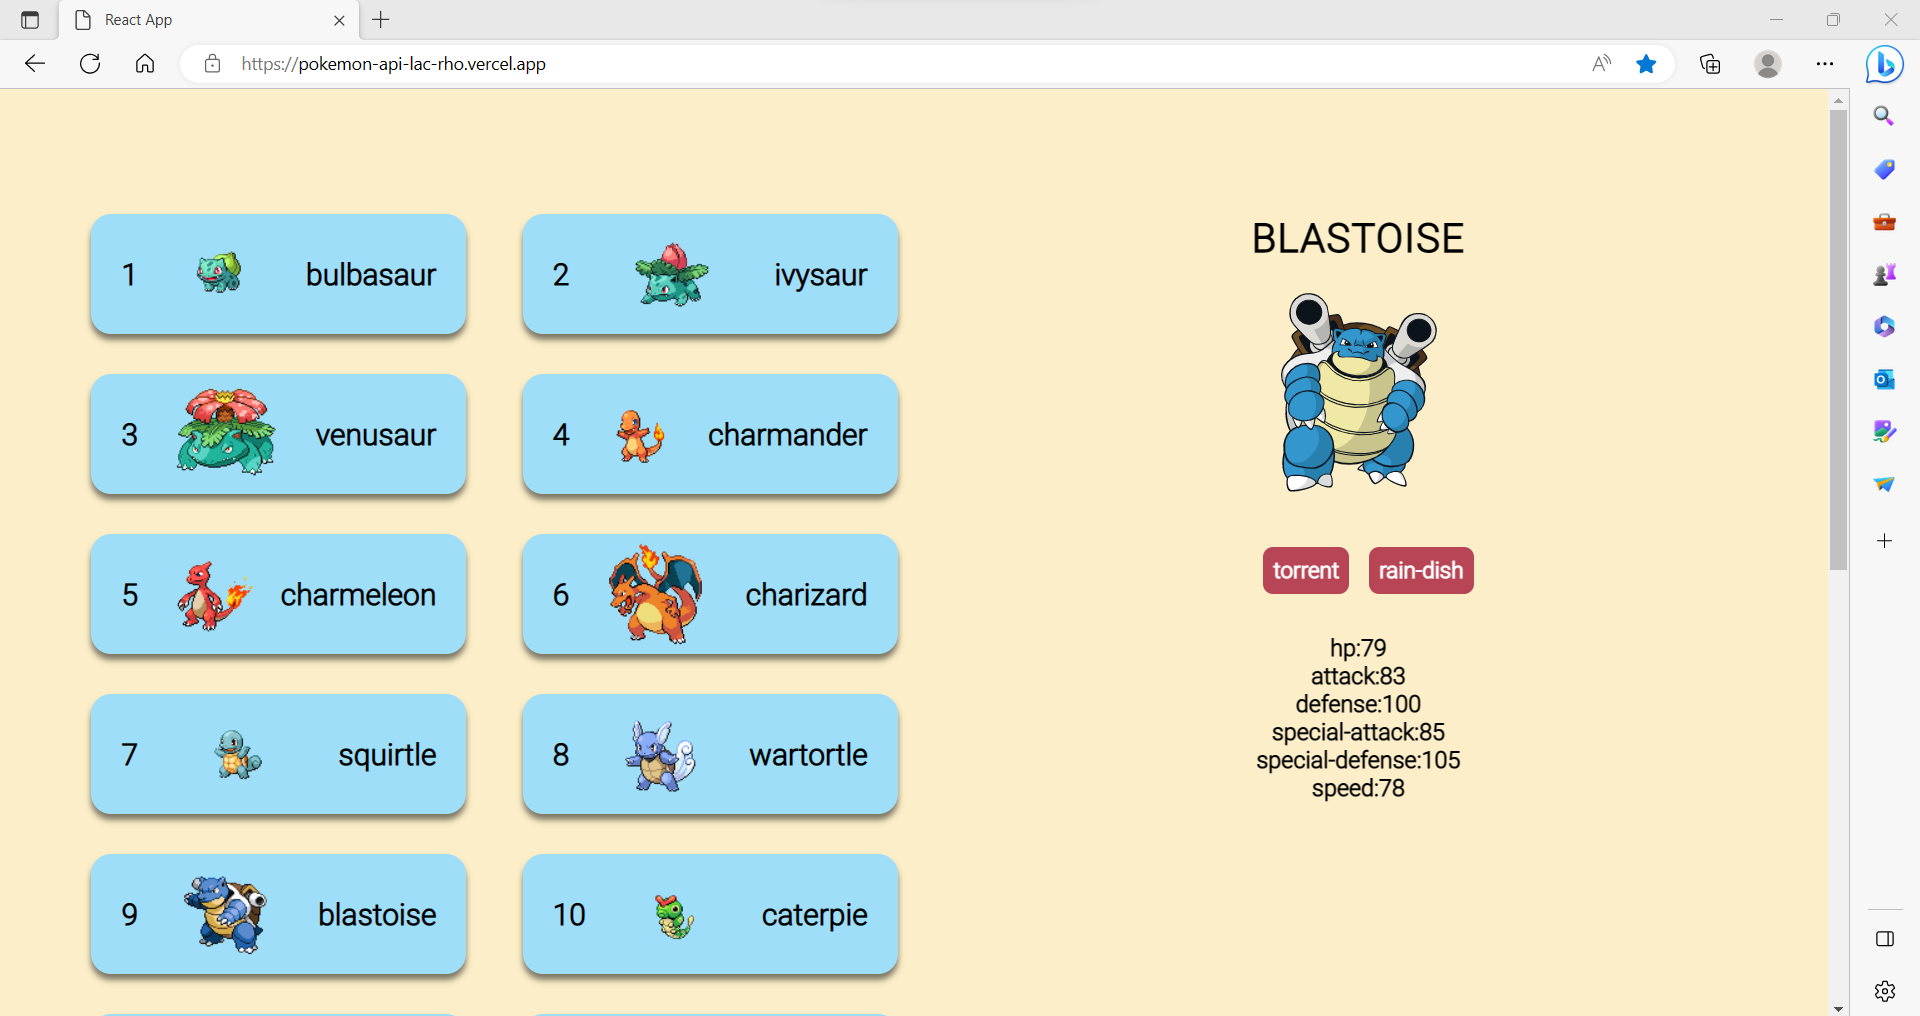 React App
https://pokemon-api-lac-rho.vercel.app
1 bulbasaur
2 ivysaur
3 venusaur
4 charmander
5 charmeleon
6 charizard
7 squirtle
8 wartortle
9 blastoise
10 caterpie
BLASTOISE
torrent rain-dish
hp:79
attack:83
defense:100
special-attack:85
special-defense:105
speed:78